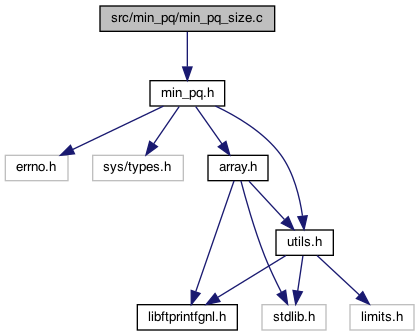 src/min_pq/min_pq_size.c
min_pq.h
errno.h
sys/types.h
array.h
utils.h
libftprintfgnl.h
stdlib.h
limits.h